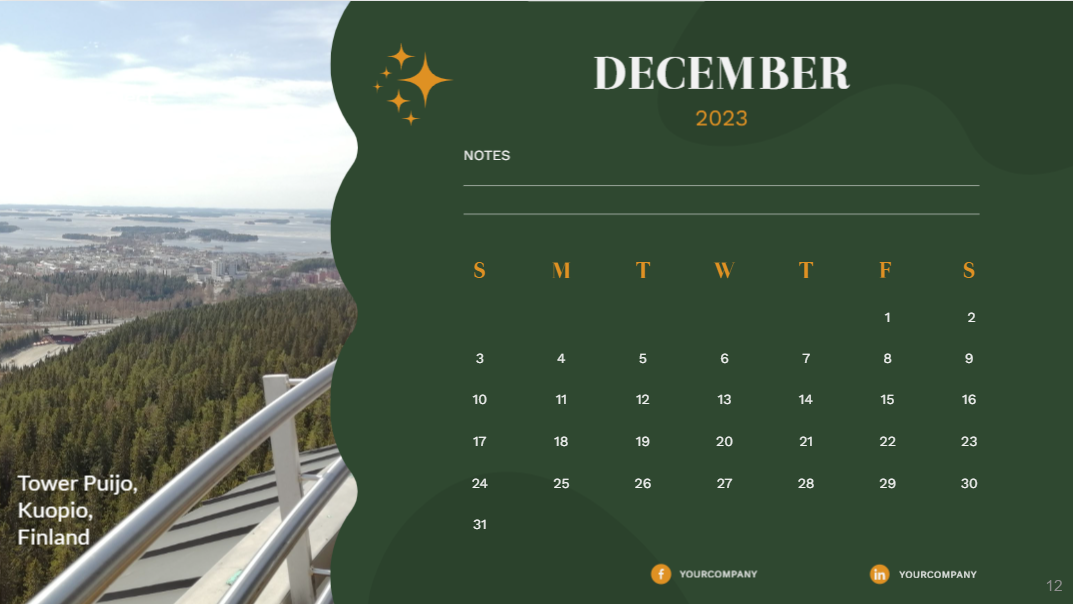 DECEMBER
2023
NOTES
S M T W T F S
1 2
3 4 5 6 7 8 9
10 11 12 13 14 15 16
17 18 19 20 21 22 23
24 25 26 27 28 29 30
31
Tower Puijo,
Kuopio,
Finland
f YOURCOMPANY in YOURCOMPANY
12